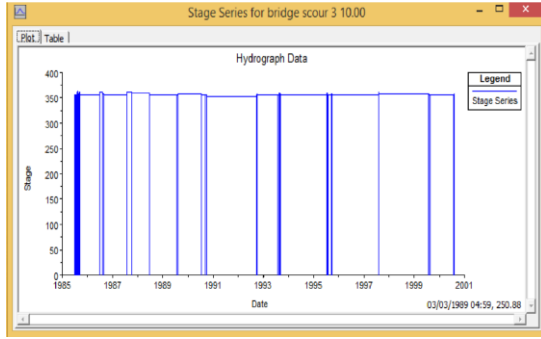 Stage Series for bridge scour 3 10.00
Plot Table
Hydrograph Data
Legend
Stage Series
400
350
300
250
200
150
100
50
0
Stage
1985 1987 1989 1991 1993 1995 1997 1999 2001
Date
03/03/1989 04:59, 250.88